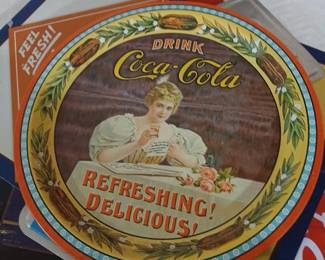 FEEL
FRESH!
DRINK
Coca-Cola
REFRESHING!
DELICIOUS!